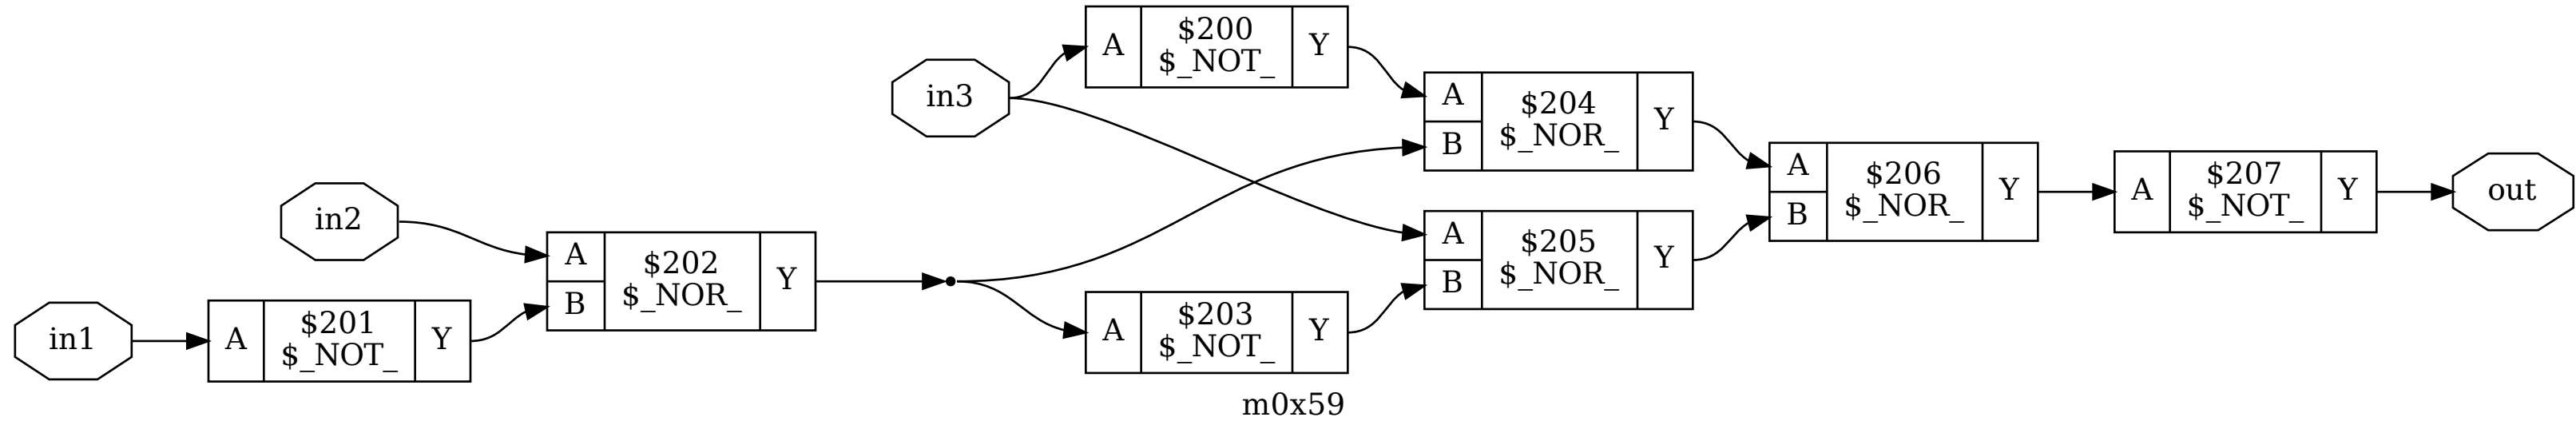 in3
A
$200
$_NOT_
Y
A
B
$204
$_NOR_
Y
in2
A
B
$202
$_NOR_
Y
in1
A
$201
$_NOT_
Y
A
$203
$_NOT_
Y
A
B
$205
$_NOR_
Y
A
B
$206
$_NOR_
Y
A
$207
$_NOT_
Y
out
m0x59